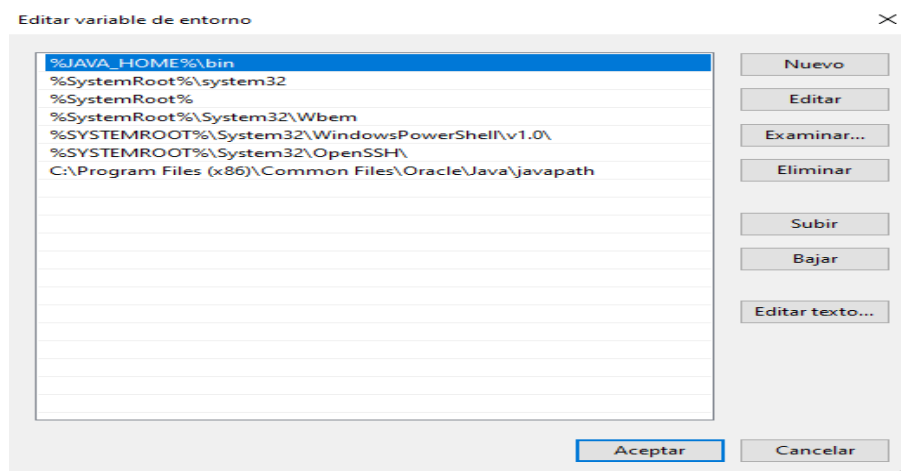 Editar variable de entorno
%JAVA_HOME%\bin
%SystemRoot%\system32
%SystemRoot%
%SystemRoot%\System32\Wbem
%SYSTEMROOT%\System32\WindowsPowerShell\v1.0\
%SYSTEMROOT%\System32\OpenSSH\
C:\Program Files (x86)\Common Files\Oracle\Java\javapath
Nuevo
Editar
Examinar...
Eliminar
Subir
Bajar
Editar texto...
Aceptar
Cancelar